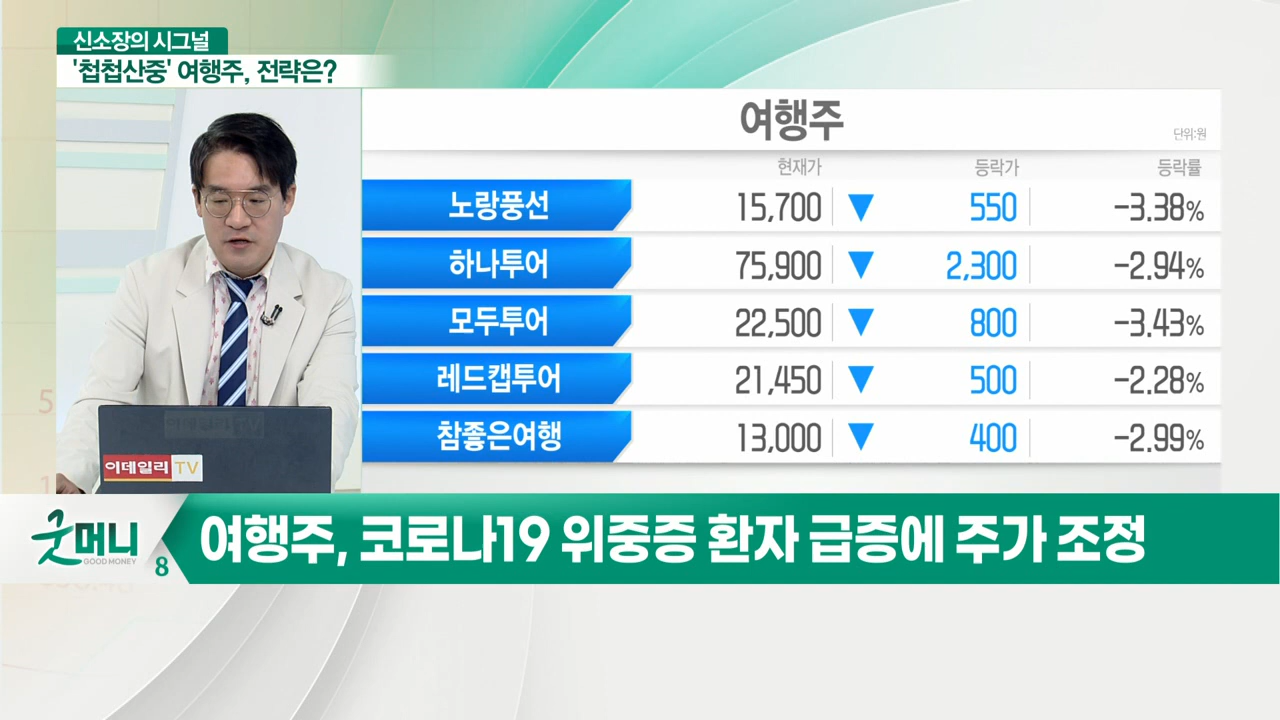 신소장의 시그널
'첩첩산중' 여행주, 전략은?
여행주
단위:원
현재가 등락가 등락률
노랑풍선 15,700 ▼ 550 -3.38%
하나투어 75,900 ▼ 2,300 -2.94%
모두투어 22,500 ▼ 800 -3.43%
레드캡투어 21,450 ▼ 500 -2.28%
참좋은여행 13,000 ▼ 400 -2.99%
5
1
이데일리 TV
굿머니
GOOD MONEY
8
여행주, 코로나19 위중증 환자 급증에 주가 조정